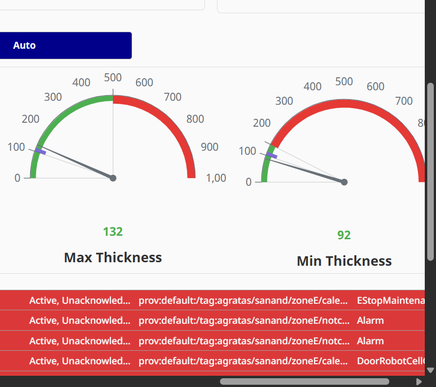 Auto
500
400 600
300 700
200 800
100 900
0 1,00
132
Max Thickness
500
400 600
300 700
200 8
100
0
92
Min Thickness
Active, Unacknowled... prov:default:/tag:agratas/sanand/zoneE/cale... EStopMaintena
Active, Unacknowled... prov:default:/tag:agratas/sanand/zoneE/notc... Alarm
Active, Unacknowled... prov:default:/tag:agratas/sanand/zoneE/notc... Alarm
Active, Unacknowled... prov:default:/tag:agratas/sanand/zoneE/cale... DoorRobotCell